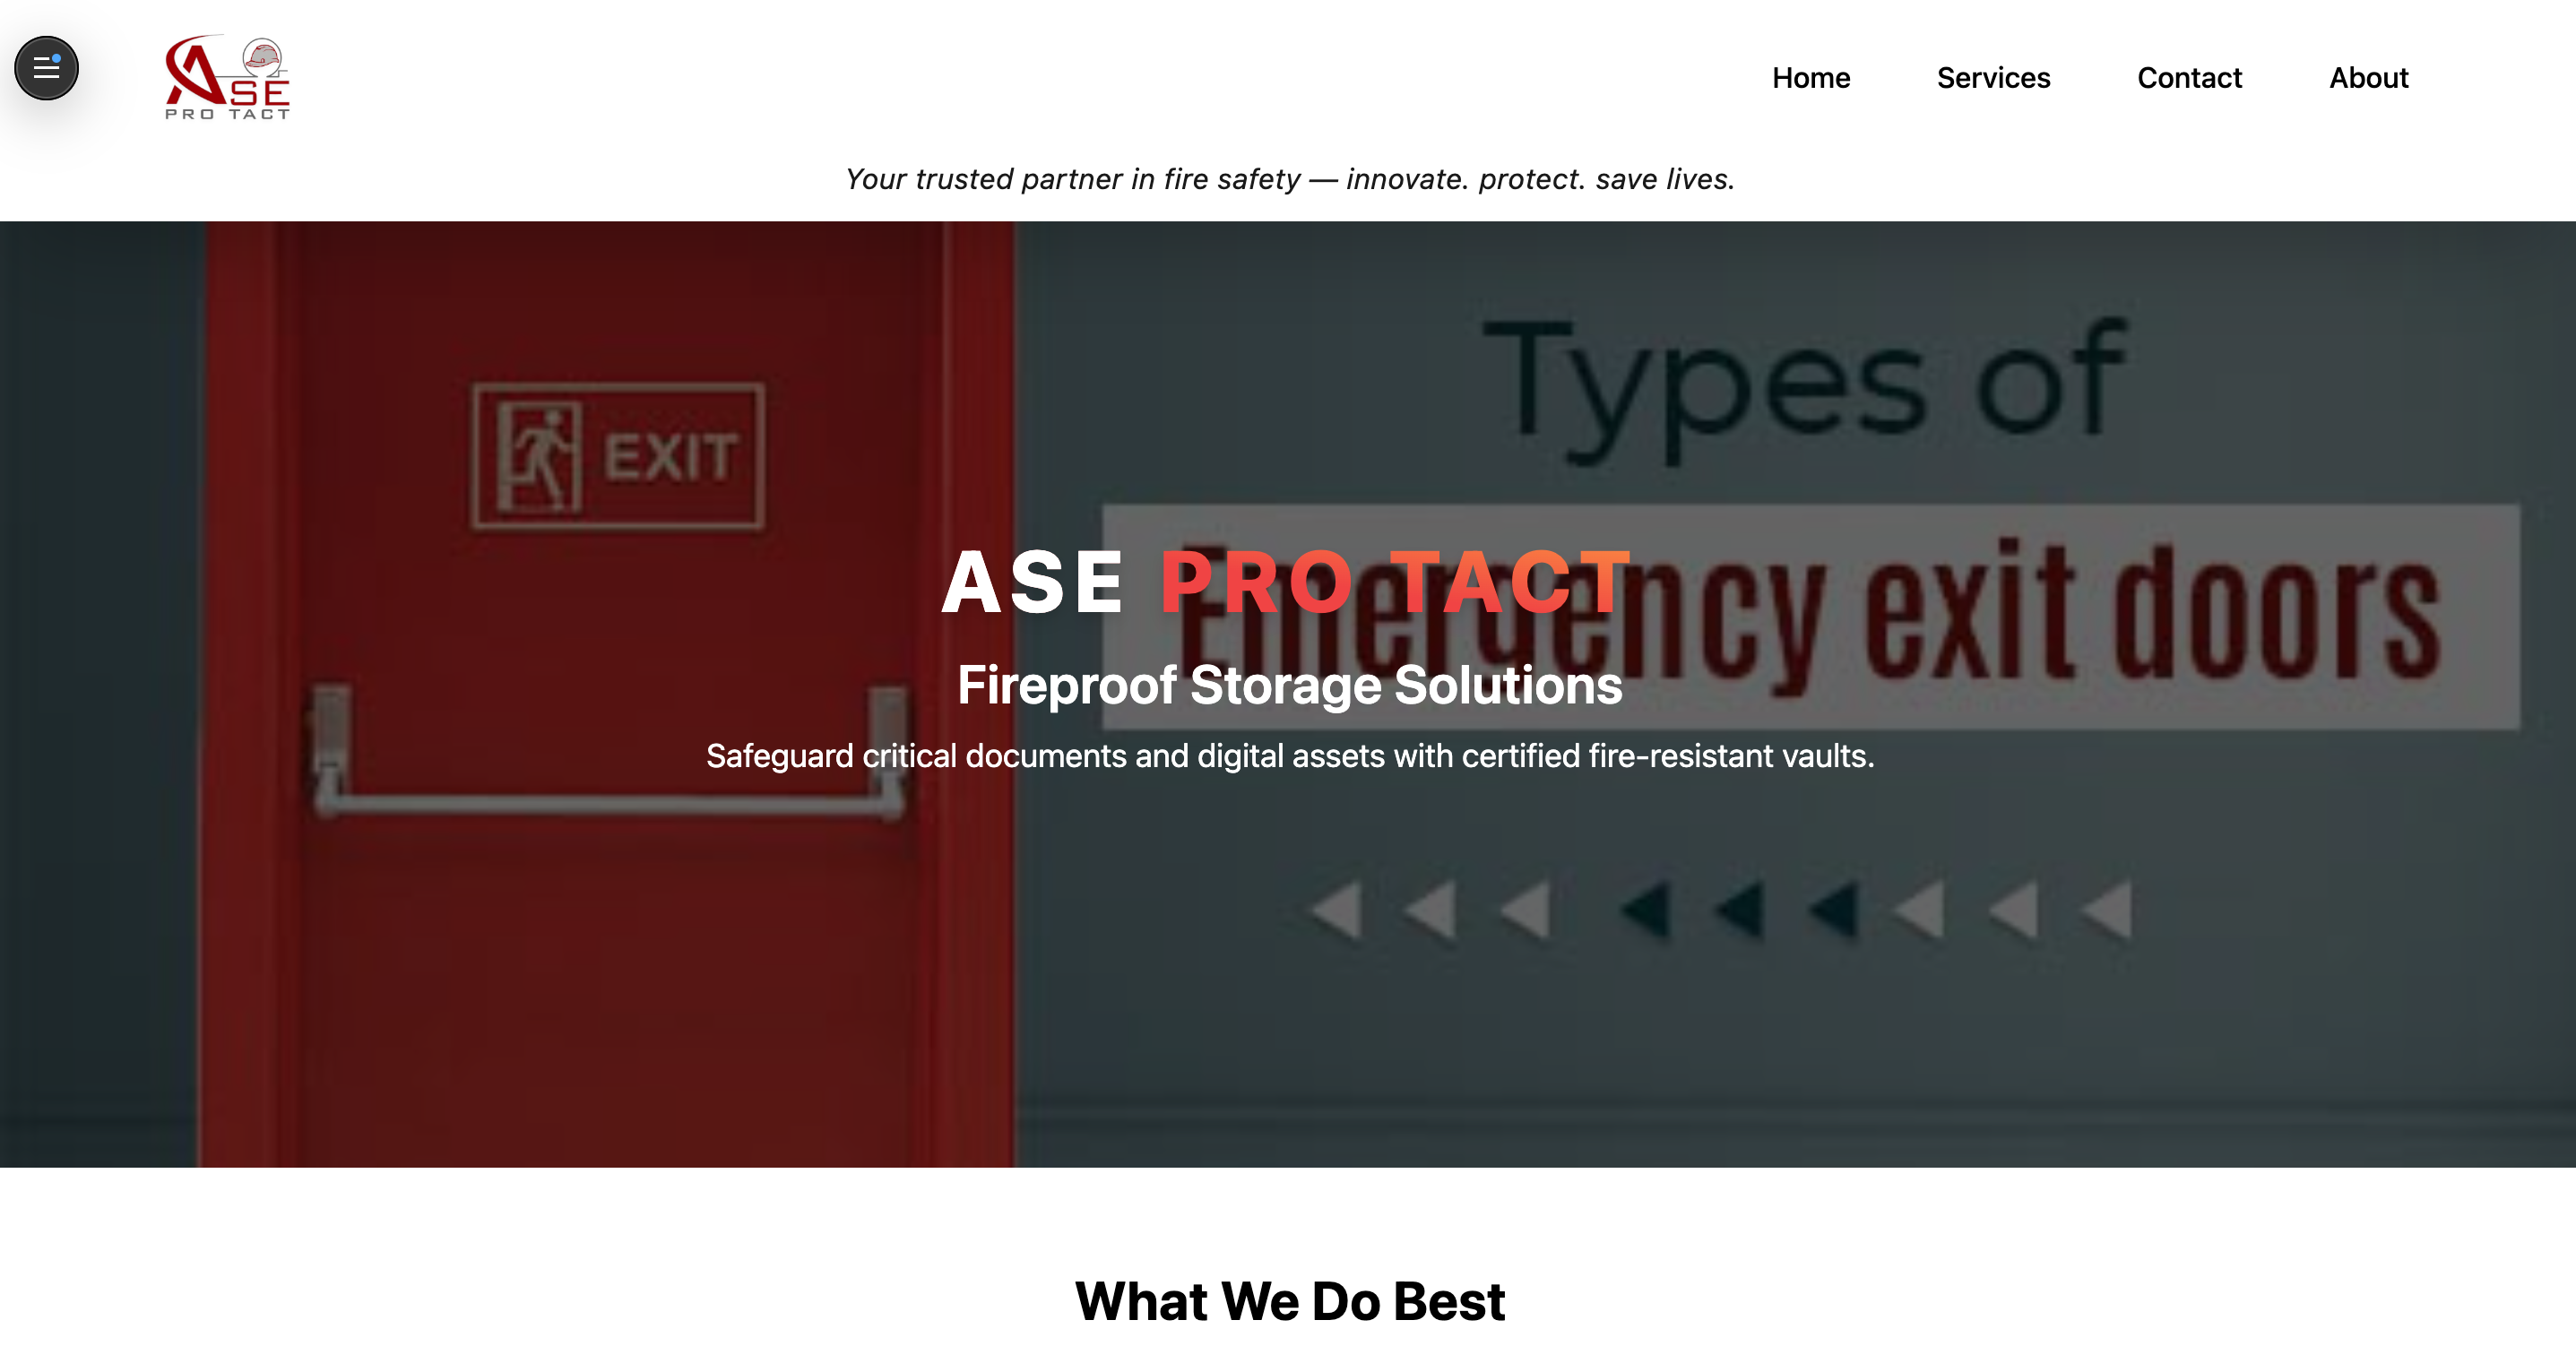 ASE
PRO TACT
Home
Services
Contact
About
Your trusted partner in fire safety — innovate. protect. save lives.
EXIT
Types of
Emergency exit doors
ASE PRO TACT
Fireproof Storage Solutions
Safeguard critical documents and digital assets with certified fire-resistant vaults.
What We Do Best